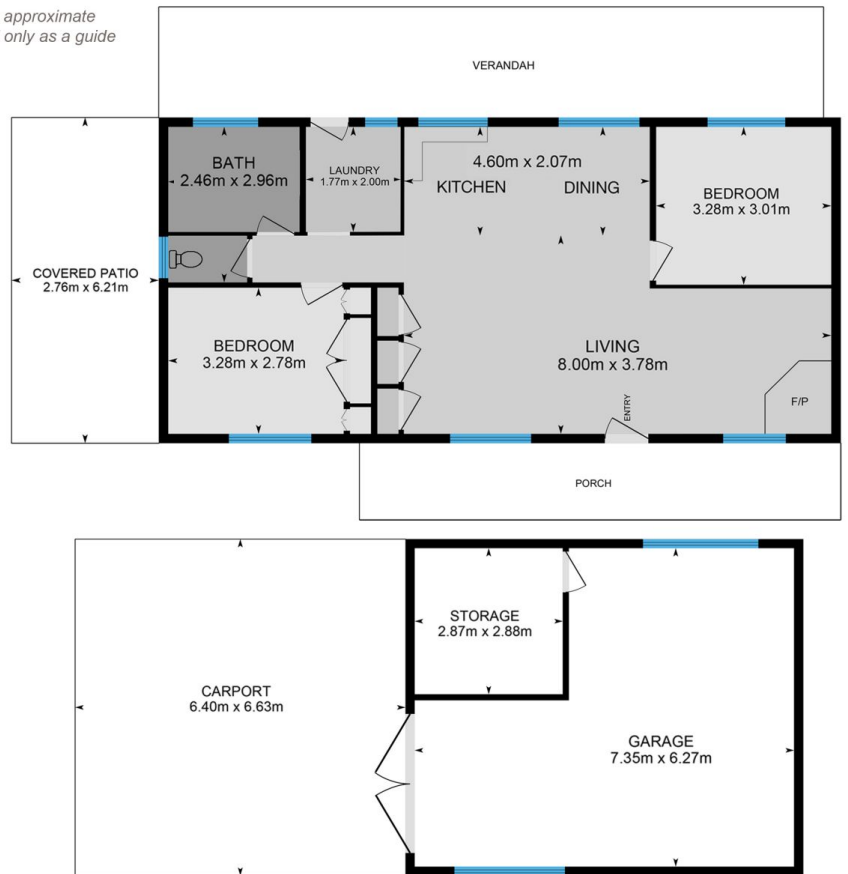 approximate
only as a guide
VERANDAH
BATH
2.46m x 2.96m
LAUNDRY
1.77m x 2.00m
4.60m x 2.07m
KITCHEN
DINING
BEDROOM
3.28m x 3.01m
COVERED PATIO
2.76m x 6.21m
BEDROOM
3.28m x 2.78m
LIVING
8.00m x 3.78m
F/P
ENTRY
PORCH
STORAGE
2.87m x 2.88m
CARPORT
6.40m x 6.63m
GARAGE
7.35m x 6.27m